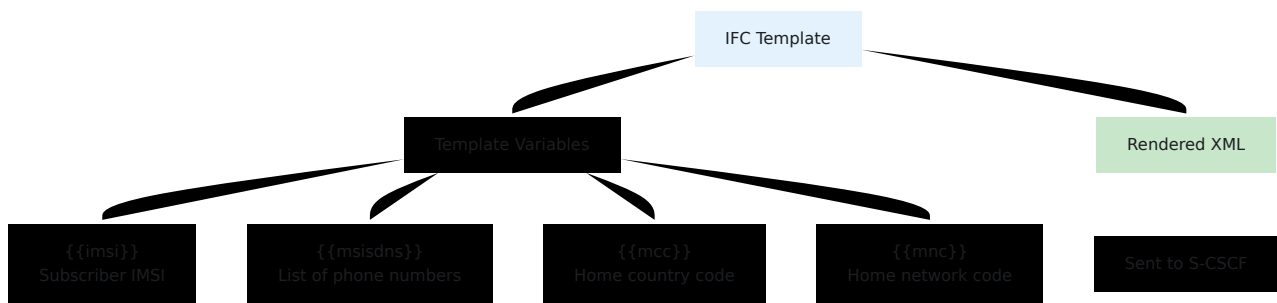 IFC Template
Template Variables
Rendered XML
{{imsi}}
Subscriber IMSI
{{msisdns}}
List of phone numbers
{{mcc}}
Home country code
{{mnc}}
Home network code
Sent to S-CSCF